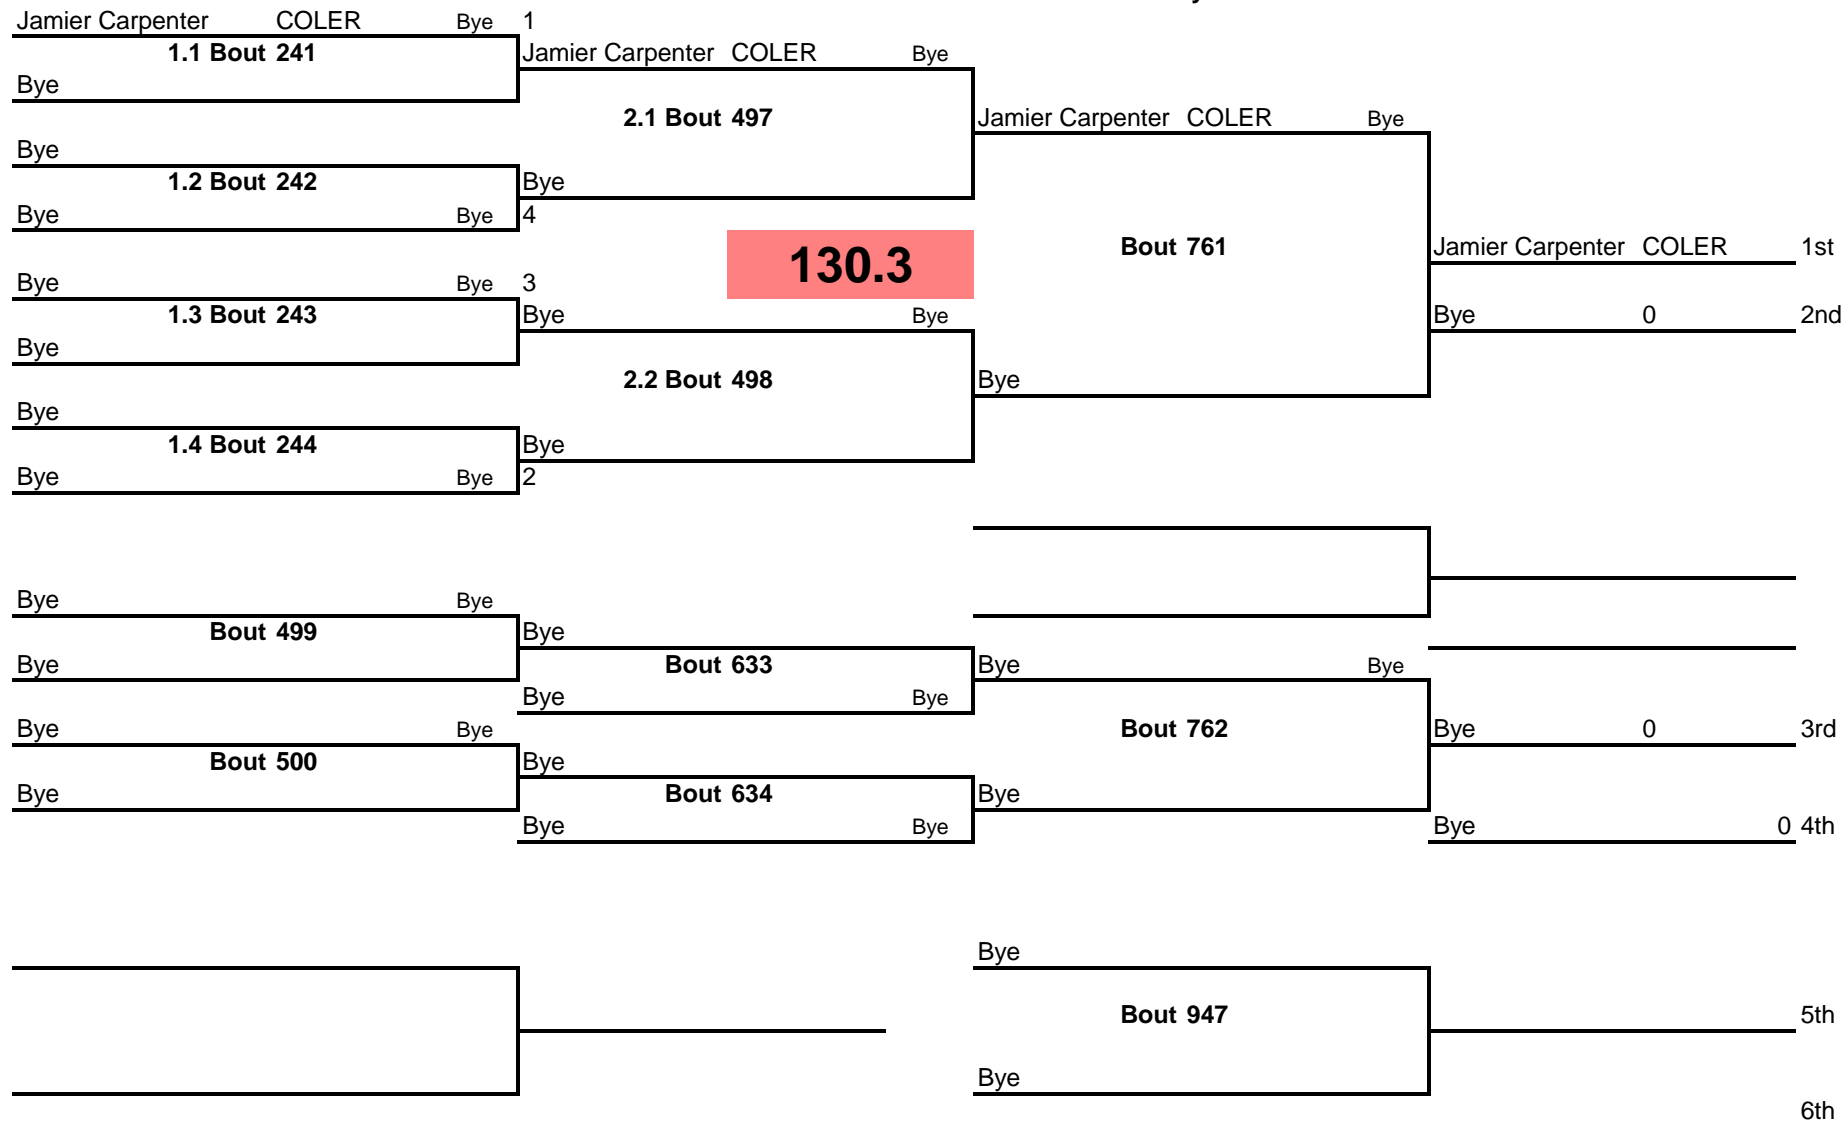 Jamier Carpenter COLER Bye 1
1.1 Bout 241 Jamier Carpenter COLER Bye
Bye
2.1 Bout 497 Jamier Carpenter COLER Bye
Bye
1.2 Bout 242 Bye
Bye Bye 4
130.3 Bout 761 Jamier Carpenter COLER 1st
Bye Bye 3
1.3 Bout 243 Bye Bye Bye 0 2nd
Bye
2.2 Bout 498 Bye
Bye
1.4 Bout 244 Bye
Bye Bye 2
Bye Bye
Bout 499 Bye
Bye Bout 633 Bye Bye
Bye Bye
Bye Bye Bout 762 Bye 0 3rd
Bout 500 Bye
Bye Bout 634 Bye
Bye Bye Bye 0 4th
Bye
Bout 947 5th
Bye
6th